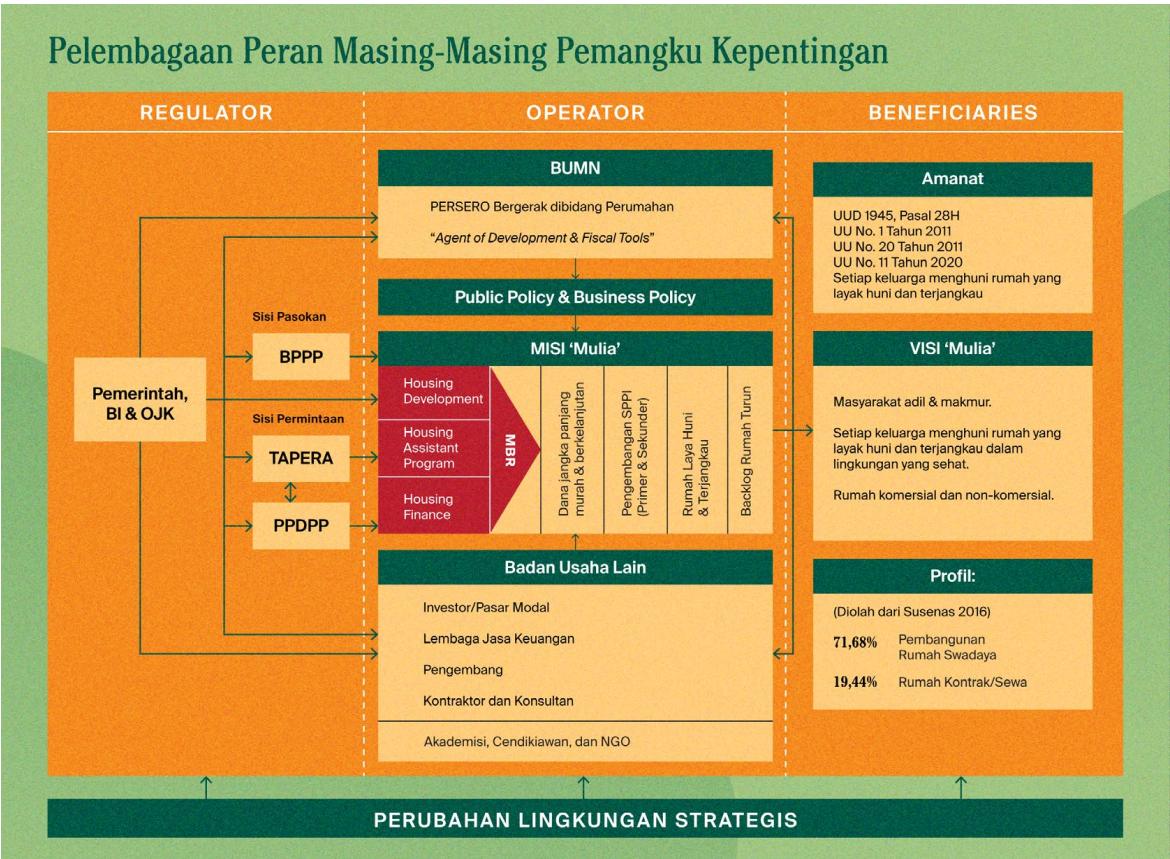 Pelembagaan Peran Masing-Masing Pemangku Kepentingan
REGULATOR
Pemerintah,
BI & OJK
Sisi Pasokan
BPPP
Sisi Permintaan
TAPERA
PPDPP
OPERATOR
BUMN
PERSERO Bergerak dibidang Perumahan
“Agent of Development & Fiscal Tools”
Public Policy & Business Policy
MISI ‘Mulia’
Housing
Development
Housing
Assistant
Program
Housing
Finance
MBR
Dana jangka panjang
murah & berkelanjutan
Pengembangan SPPI
(Primer & Sekunder)
Rumah Laya Huni
& Terjangkau
Backlog Rumah Turun
Badan Usaha Lain
Investor/Pasar Modal
Lembaga Jasa Keuangan
Pengembang
Kontraktor dan Konsultan
Akademisi, Cendikiawan, dan NGO
BENEFICIARIES
Amanat
UUD 1945, Pasal 28H
UU No. 1 Tahun 2011
UU No. 20 Tahun 2011
UU No. 11 Tahun 2020
Setiap keluarga menghuni rumah yang
layak huni dan terjangkau
VISI ‘Mulia’
Masyarakat adil & makmur.
Setiap keluarga menghuni rumah yang
layak huni dan terjangkau dalam
lingkungan yang sehat.
Rumah komersial dan non-komersial.
Profil:
(Diolah dari Susenas 2016)
71,68% Pembangunan
Rumah Swadaya
19,44% Rumah Kontrak/Sewa
PERUBAHAN LINGKUNGAN STRATEGIS